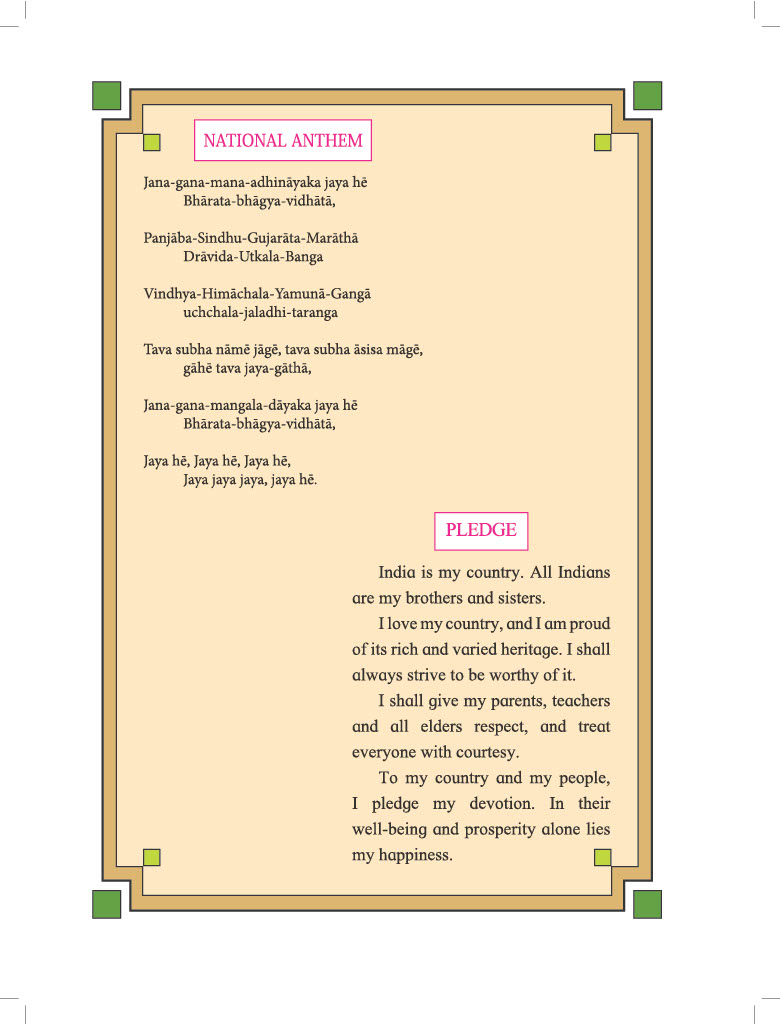 NATIONAL ANTHEM
Jana-gana-mana-adhināyaka jaya hē
Bhārata-bhāgya-vidhātā,
Panjāba-Sindhu-Gujarāta-Marāthā
Drāvida-Utkala-Banga
Vindhya-Himāchala-Yamunā-Gangā
uchchala-jaladhi-taranga
Tava subha nāmē jāgē, tava subha āsisa māgē,
gāhē tava jaya-gāthā,
Jana-gana-mangala-dāyaka jaya hē
Bhārata-bhāgya-vidhātā,
Jaya hē, Jaya hē, Jaya hē,
Jaya jaya jaya, jaya hē.
PLEDGE
India is my country. All Indians
are my brothers and sisters.
I love my country, and I am proud
of its rich and varied heritage. I shall
always strive to be worthy of it.
I shall give my parents, teachers
and all elders respect, and treat
everyone with courtesy.
To my country and my people,
I pledge my devotion. In their
well-being and prosperity alone lies
my happiness.